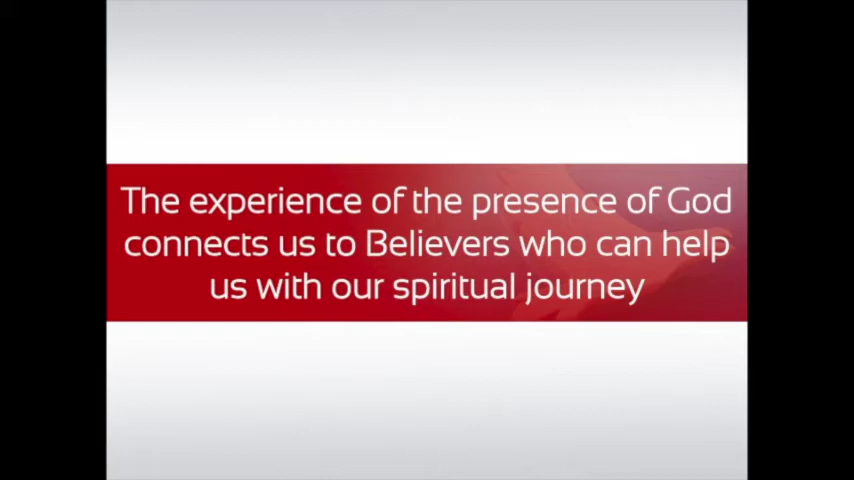 The experience of the presence of God
connects us to Believers who can help
us with our spiritual journey